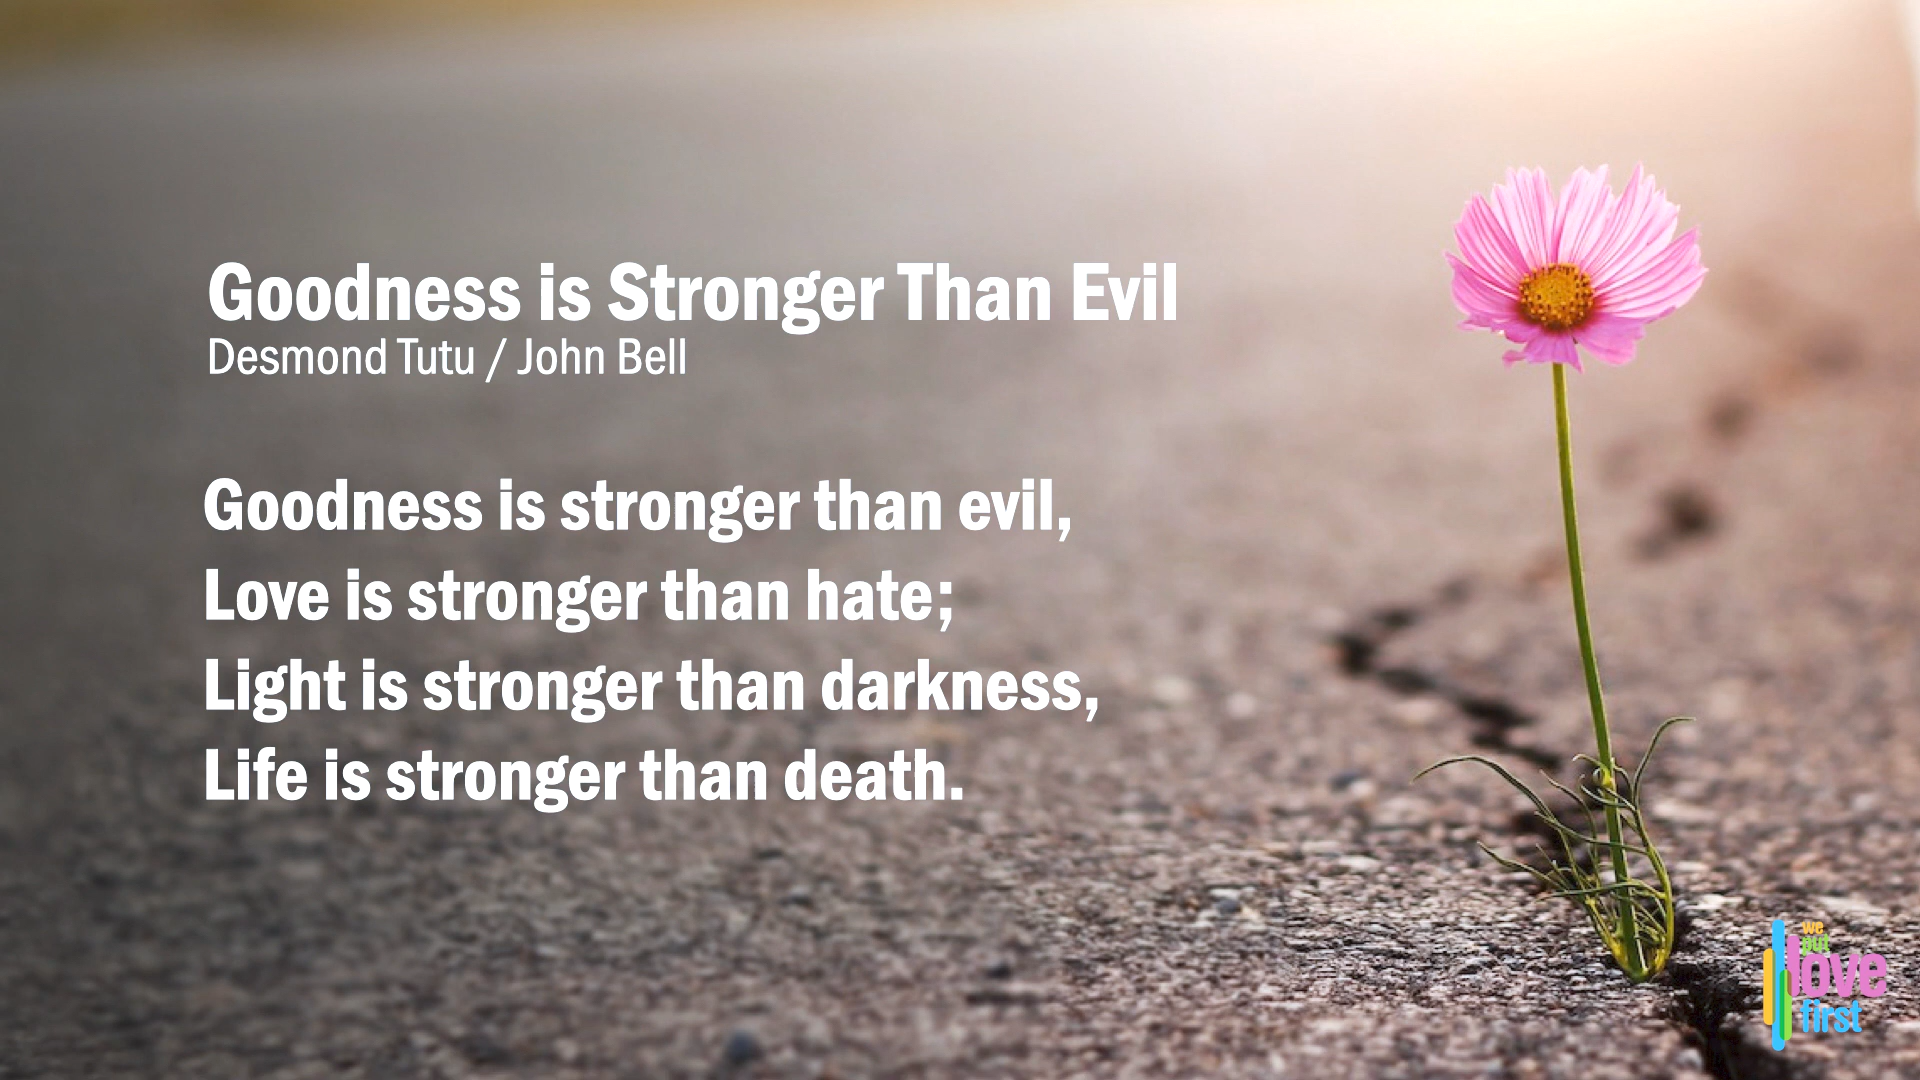 Goodness is Stronger Than Evil
Desmond Tutu / John Bell
Goodness is stronger than evil,
Love is stronger than hate;
Light is stronger than darkness,
Life is stronger than death.
we
put
love
first